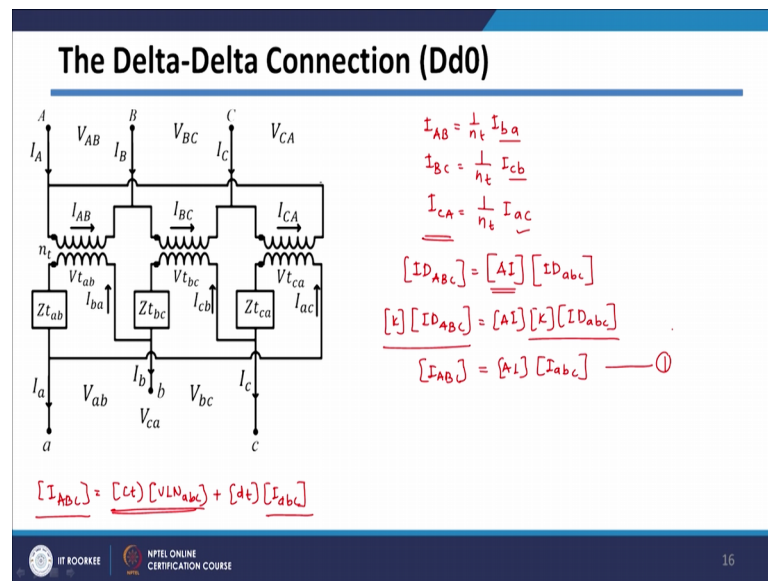 The Delta-Delta Connection (Dd0)
A B C
V_AB V_BC V_CA
I_A I_B I_C
I_AB I_BC I_CA
n_t
Vt_ab Vt_bc Vt_ca
I_ba I_cb I_ac
Zt_ab Zt_bc Zt_ca
I_a V_ab I_b b V_bc I_c
V_ca
a c
I_AB = 1/n_t I_ba
I_BC = 1/n_t I_cb
I_CA = 1/n_t I_ac
[ID_ABC] = [AI] [ID_abc]
[K][ID_ABC] = [AI][K][ID_abc]
[I_ABC] = [AI] [I_abc] —— ①
[I_ABC] = [Ct] [VLN_abc] + [dt] [I_abc]
IIT ROORKEE
NPTEL ONLINE
CERTIFICATION COURSE
16